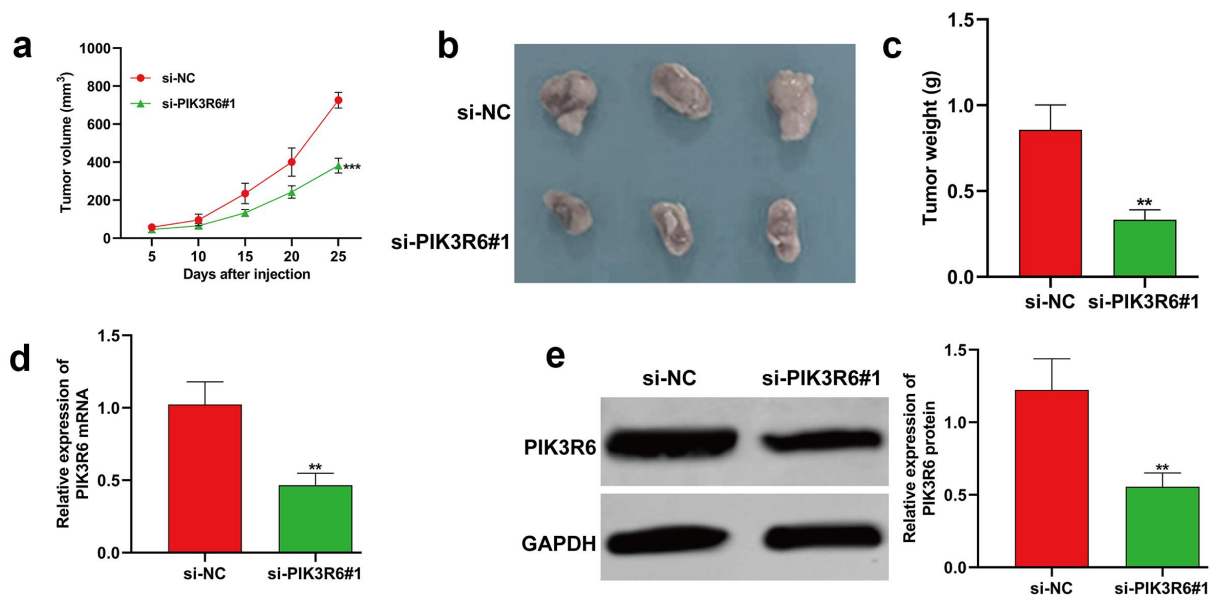 a
Tumor volume (mm³)
1000
800
600
400
200
0
si-NC
si-PIK3R6#1
***
5 10 15 20 25
Days after injection
b
si-NC
si-PIK3R6#1
c
Tumor weight (g)
1.5
1.0
0.5
0.0
**
si-NC si-PIK3R6#1
d
Relative expression of
PIK3R6 mRNA
1.5
1.0
0.5
0.0
**
si-NC si-PIK3R6#1
e
si-NC si-PIK3R6#1
PIK3R6
GAPDH
Relative expression of
PIK3R6 protein
1.5
1.0
0.5
0.0
**
si-NC si-PIK3R6#1